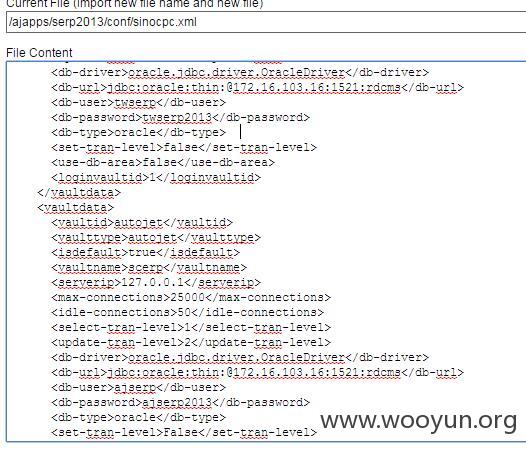 Current File (import new file name and new file)
/ajapps/serp2013/conf/sinocpc.xml
File Content
<db-driver>oracle.jdbc.driver.OracleDriver</db-driver>
<db-url>jdbc:oracle:thin:@172.16.103.16:1521:rdcms</db-url>
<db-user>twserp</db-user>
<db-password>twserp2013</db-password>
<db-type>oracle</db-type>
<set-tran-level>false</set-tran-level>
<use-db-area>false</use-db-area>
<loginvaultid>1</loginvaultid>
</vaultdata>
<vaultdata>
<vaultid>autojet</vaultid>
<vaulttype>autojet</vaulttype>
<isdefault>true</isdefault>
<vaultname>scerp</vaultname>
<serverip>127.0.0.1</serverip>
<max-connections>25000</max-connections>
<idle-connections>50</idle-connections>
<select-tran-level>1</select-tran-level>
<update-tran-level>2</update-tran-level>
<db-driver>oracle.jdbc.driver.OracleDriver</db-driver>
<db-url>jdbc:oracle:thin:@172.16.103.16:1521:rdcms</db-url>
<db-user>ajserp</db-user>
<db-password>ajserp2013</db-password>
<db-type>oracle</db-type>
<set-tran-level>False</set-tran-level>
www.wooyun.org